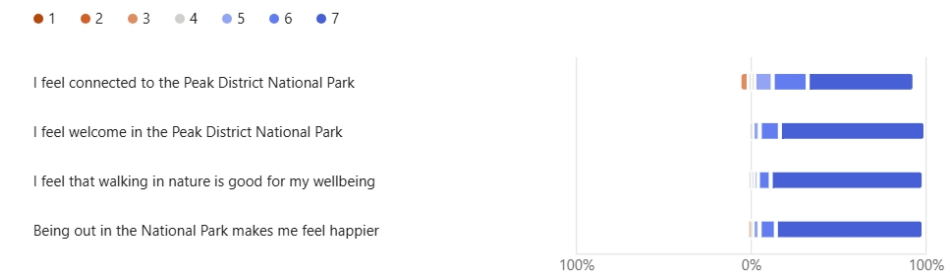 1 2 3 4 5 6 7
I feel connected to the Peak District National Park
I feel welcome in the Peak District National Park
I feel that walking in nature is good for my wellbeing
Being out in the National Park makes me feel happier
100% 0% 100%